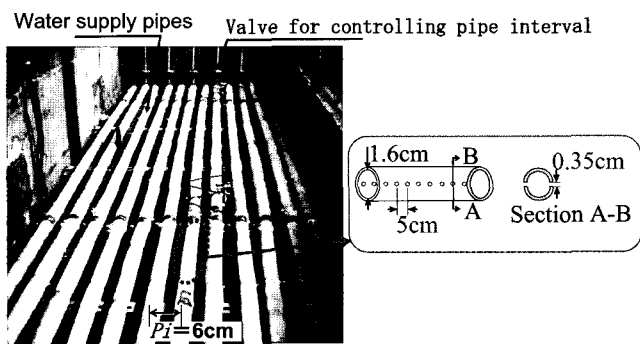 Water supply pipes
Valve for controlling pipe interval
1.6cm
B
0.35cm
A
5cm
Section A-B
Pi=6cm